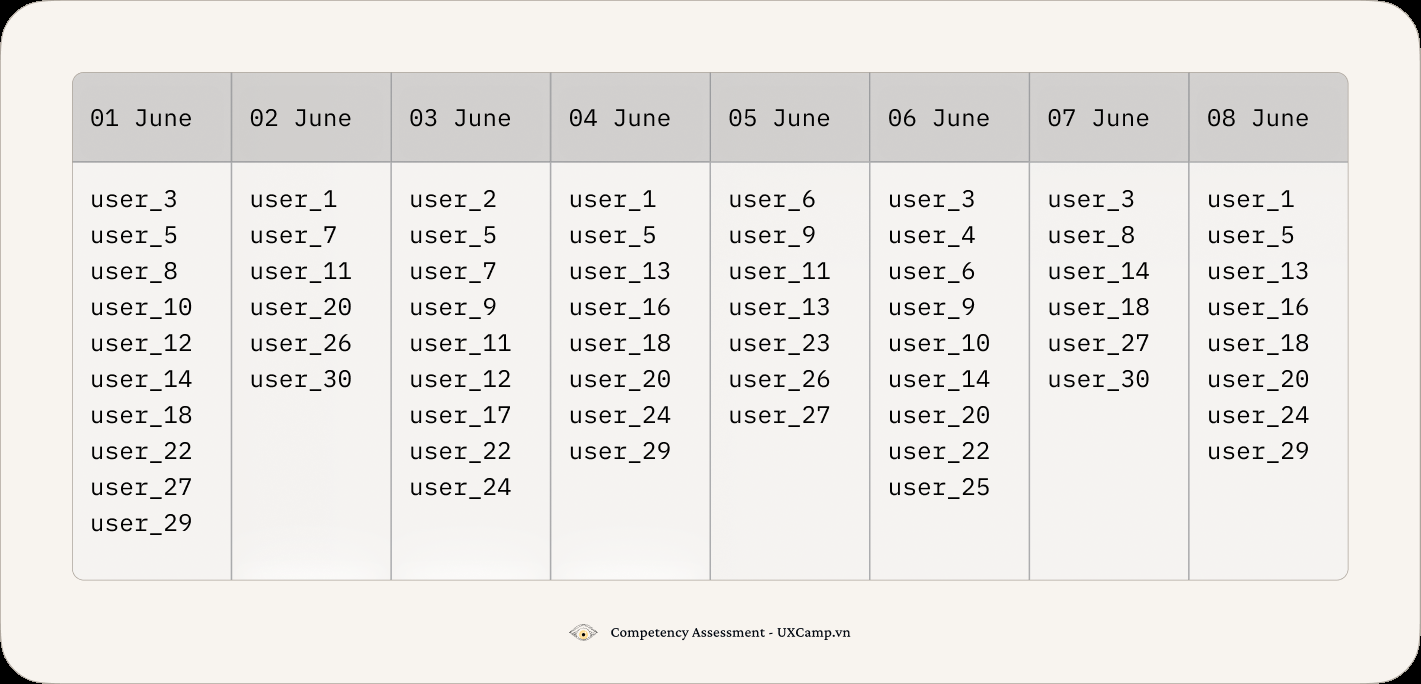 01 June 02 June 03 June 04 June 05 June 06 June 07 June 08 June
user_3 user_1 user_2 user_1 user_6 user_3 user_3 user_1
user_5 user_7 user_5 user_5 user_9 user_4 user_8 user_5
user_8 user_11 user_7 user_13 user_11 user_6 user_14 user_13
user_10 user_20 user_9 user_16 user_13 user_9 user_18 user_16
user_12 user_26 user_11 user_18 user_23 user_10 user_27 user_18
user_14 user_30 user_12 user_20 user_26 user_14 user_30 user_20
user_18 user_17 user_24 user_27 user_20 user_24
user_22 user_22 user_29 user_22 user_29
user_27 user_24 user_25
user_29
Competency Assessment - UXCamp.vn